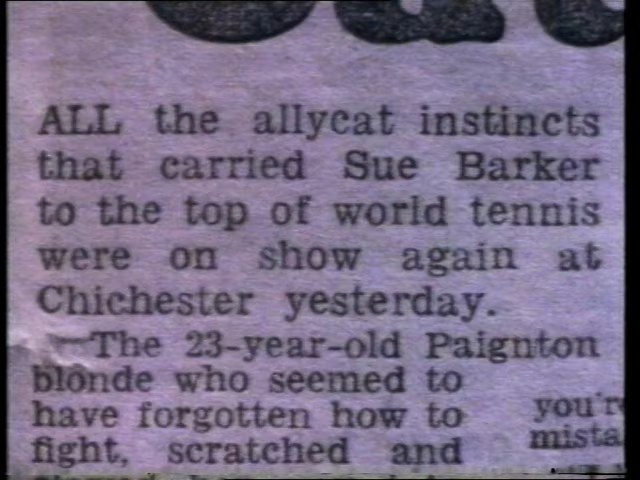 ALL the allycat instincts
that carried Sue Barker
to the top of world tennis
were on show again at
Chichester yesterday.
The 23-year-old Paignton
blonde who seemed to
have forgotten how to
fight, scratched and